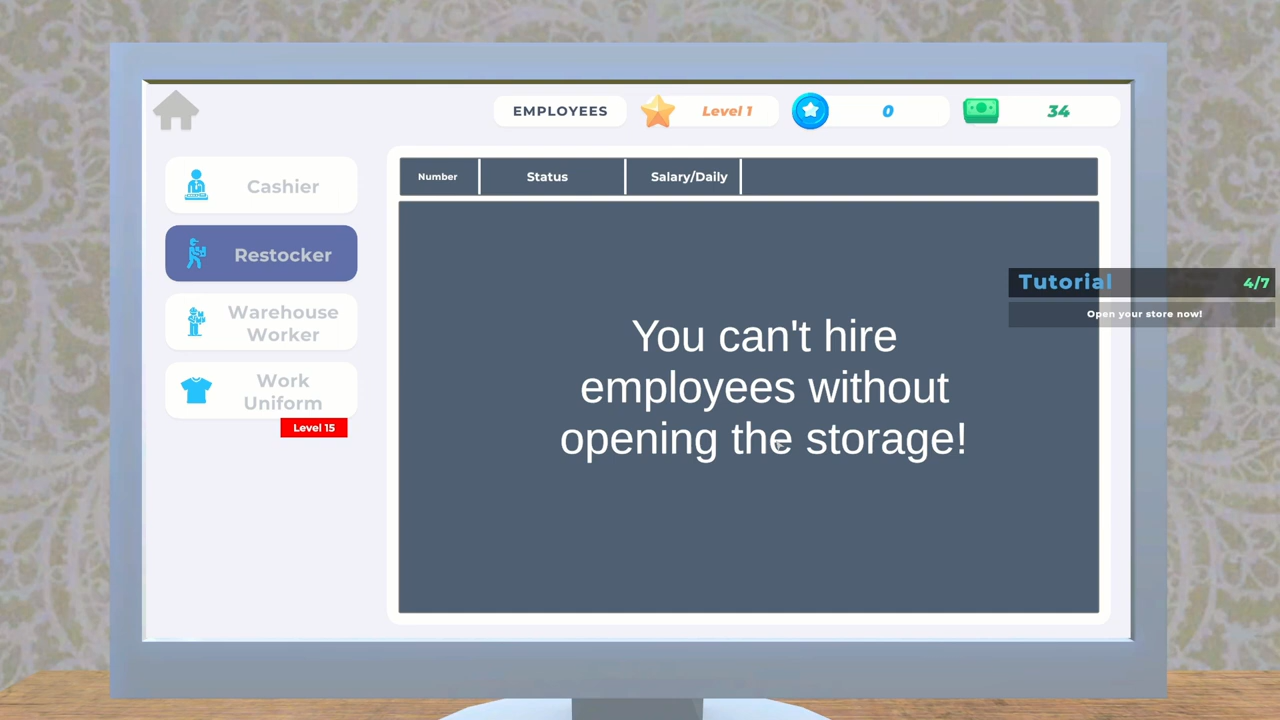 EMPLOYEES
Level 1
0
34
Cashier
Restocker
Warehouse
Worker
Work
Uniform
Level 15
Number
Status
Salary/Daily
You can't hire
employees without
opening the storage!
Tutorial
4/7
Open your store now!